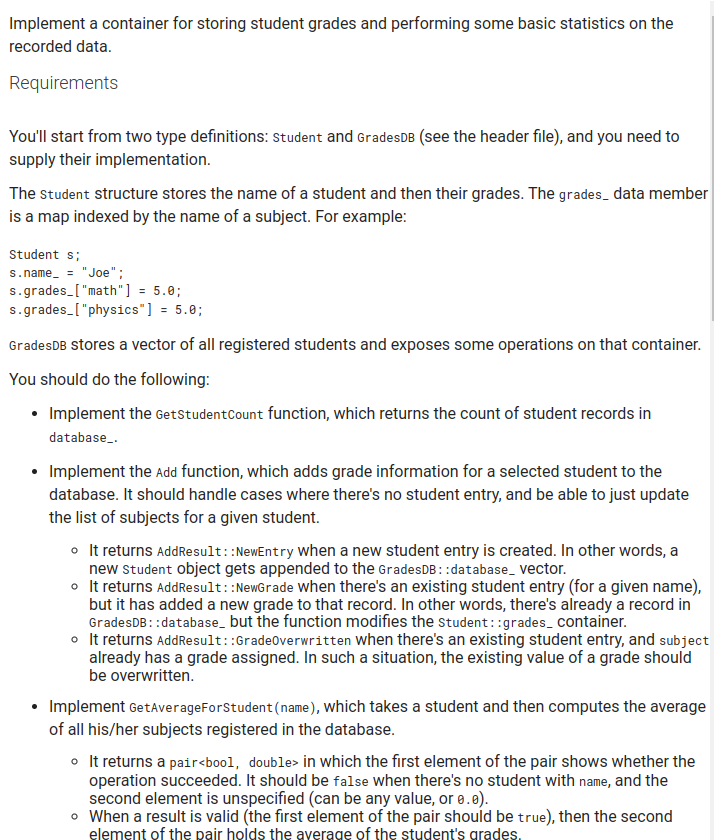 Implement a container for storing student grades and performing some basic statistics on the
recorded data.
Requirements
You'll start from two type definitions: Student and GradesDB (see the header file), and you need to
supply their implementation.
The Student structure stores the name of a student and then their grades. The grades_ data member
is a map indexed by the name of a subject. For example:
Student s;
s.name_ = "Joe";
s.grades_["math"] = 5.0;
s.grades_["physics"] = 5.0;
GradesDB stores a vector of all registered students and exposes some operations on that container.
You should do the following:
• Implement the GetStudentCount function, which returns the count of student records in
database_.
• Implement the Add function, which adds grade information for a selected student to the
database. It should handle cases where there's no student entry, and be able to just update
the list of subjects for a given student.
◦ It returns AddResult::NewEntry when a new student entry is created. In other words, a
new Student object gets appended to the GradesDB::database_ vector.
◦ It returns AddResult::NewGrade when there's an existing student entry (for a given name),
but it has added a new grade to that record. In other words, there's already a record in
GradesDB::database_ but the function modifies the Student::grades_ container.
◦ It returns AddResult::GradeOverwritten when there's an existing student entry, and subject
already has a grade assigned. In such a situation, the existing value of a grade should
be overwritten.
• Implement GetAverageForStudent(name), which takes a student and then computes the average
of all his/her subjects registered in the database.
◦ It returns a pair<bool, double> in which the first element of the pair shows whether the
operation succeeded. It should be false when there's no student with name, and the
second element is unspecified (can be any value, or 0.0).
◦ When a result is valid (the first element of the pair should be true), then the second
element of the pair holds the average of the student's grades.